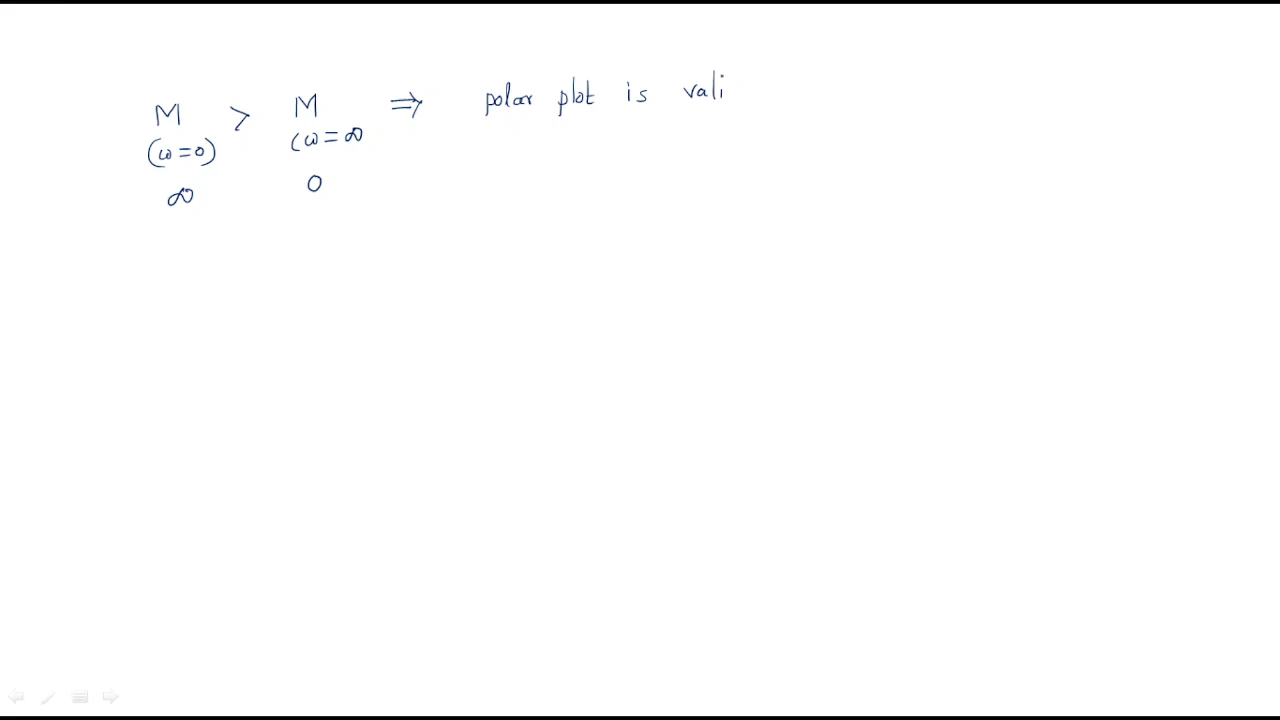 M > M ⇒ polar plot is vali
(ω=0) (ω=∞
∞ 0